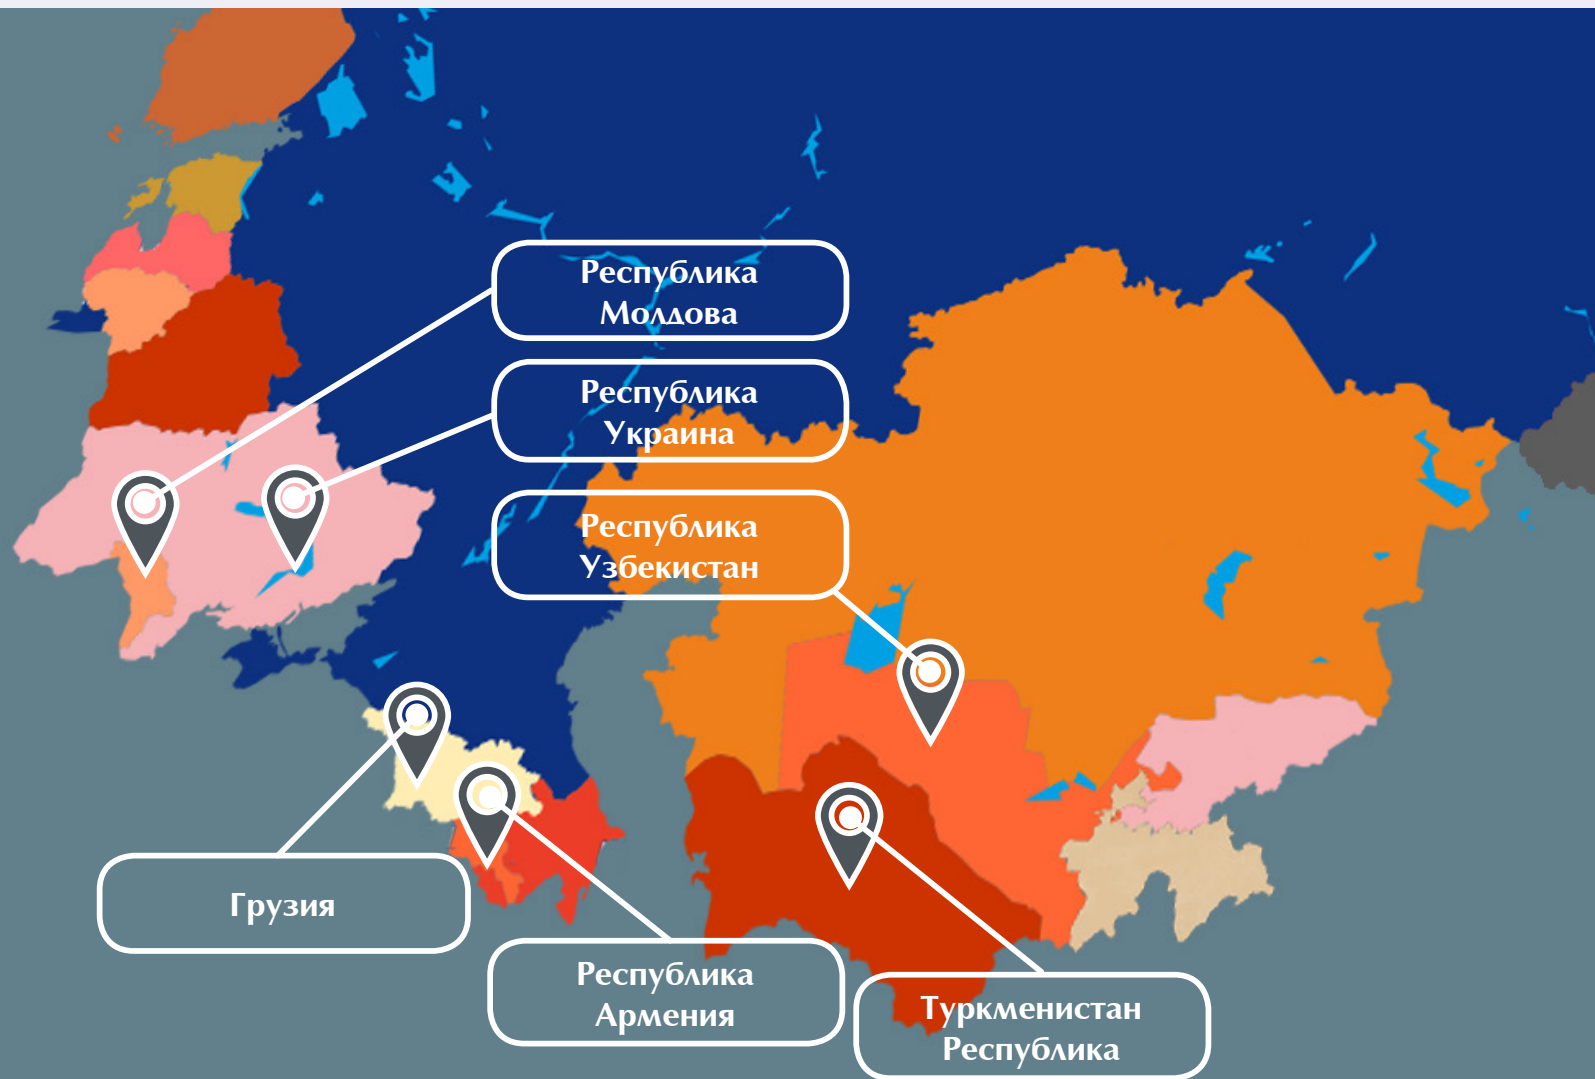 Республика
Молдова
Республика
Украина
Республика
Узбекистан
Грузия
Республика
Армения
Туркменистан
Республика